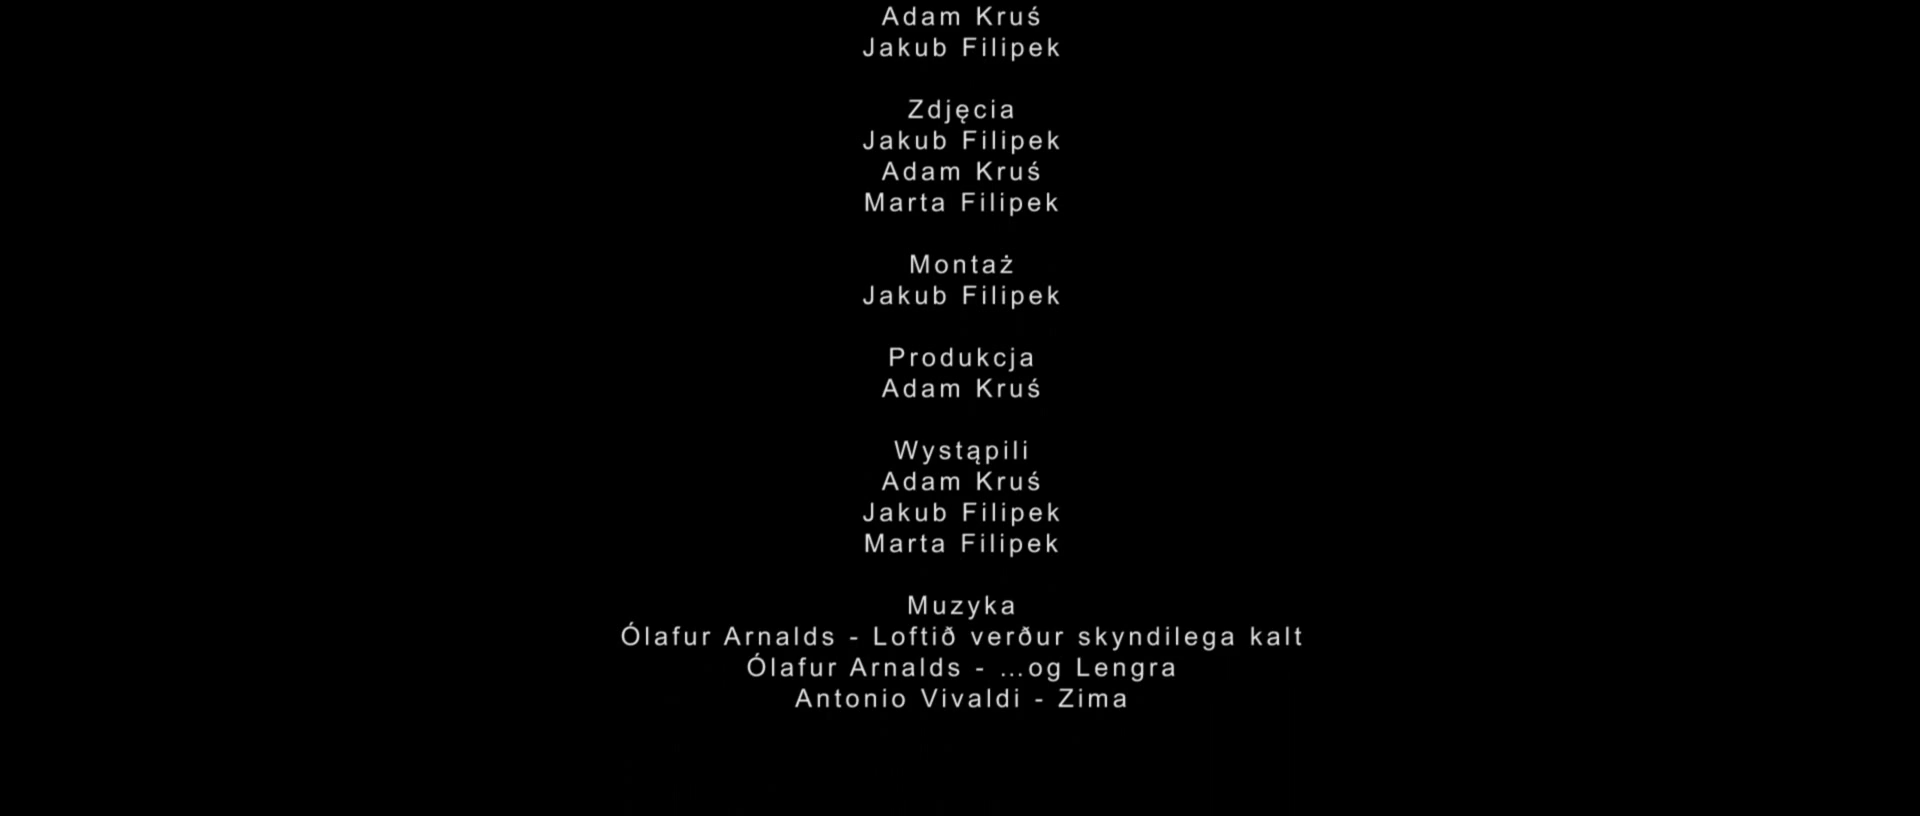 Adam Kruś
Jakub Filipek
Zdjęcia
Jakub Filipek
Adam Kruś
Marta Filipek
Montaż
Jakub Filipek
Produkcja
Adam Kruś
Wystąpili
Adam Kruś
Jakub Filipek
Marta Filipek
Muzyka
Ólafur Arnalds - Loftið verður skyndilega kalt
Ólafur Arnalds - ...og Lengra
Antonio Vivaldi - Zima